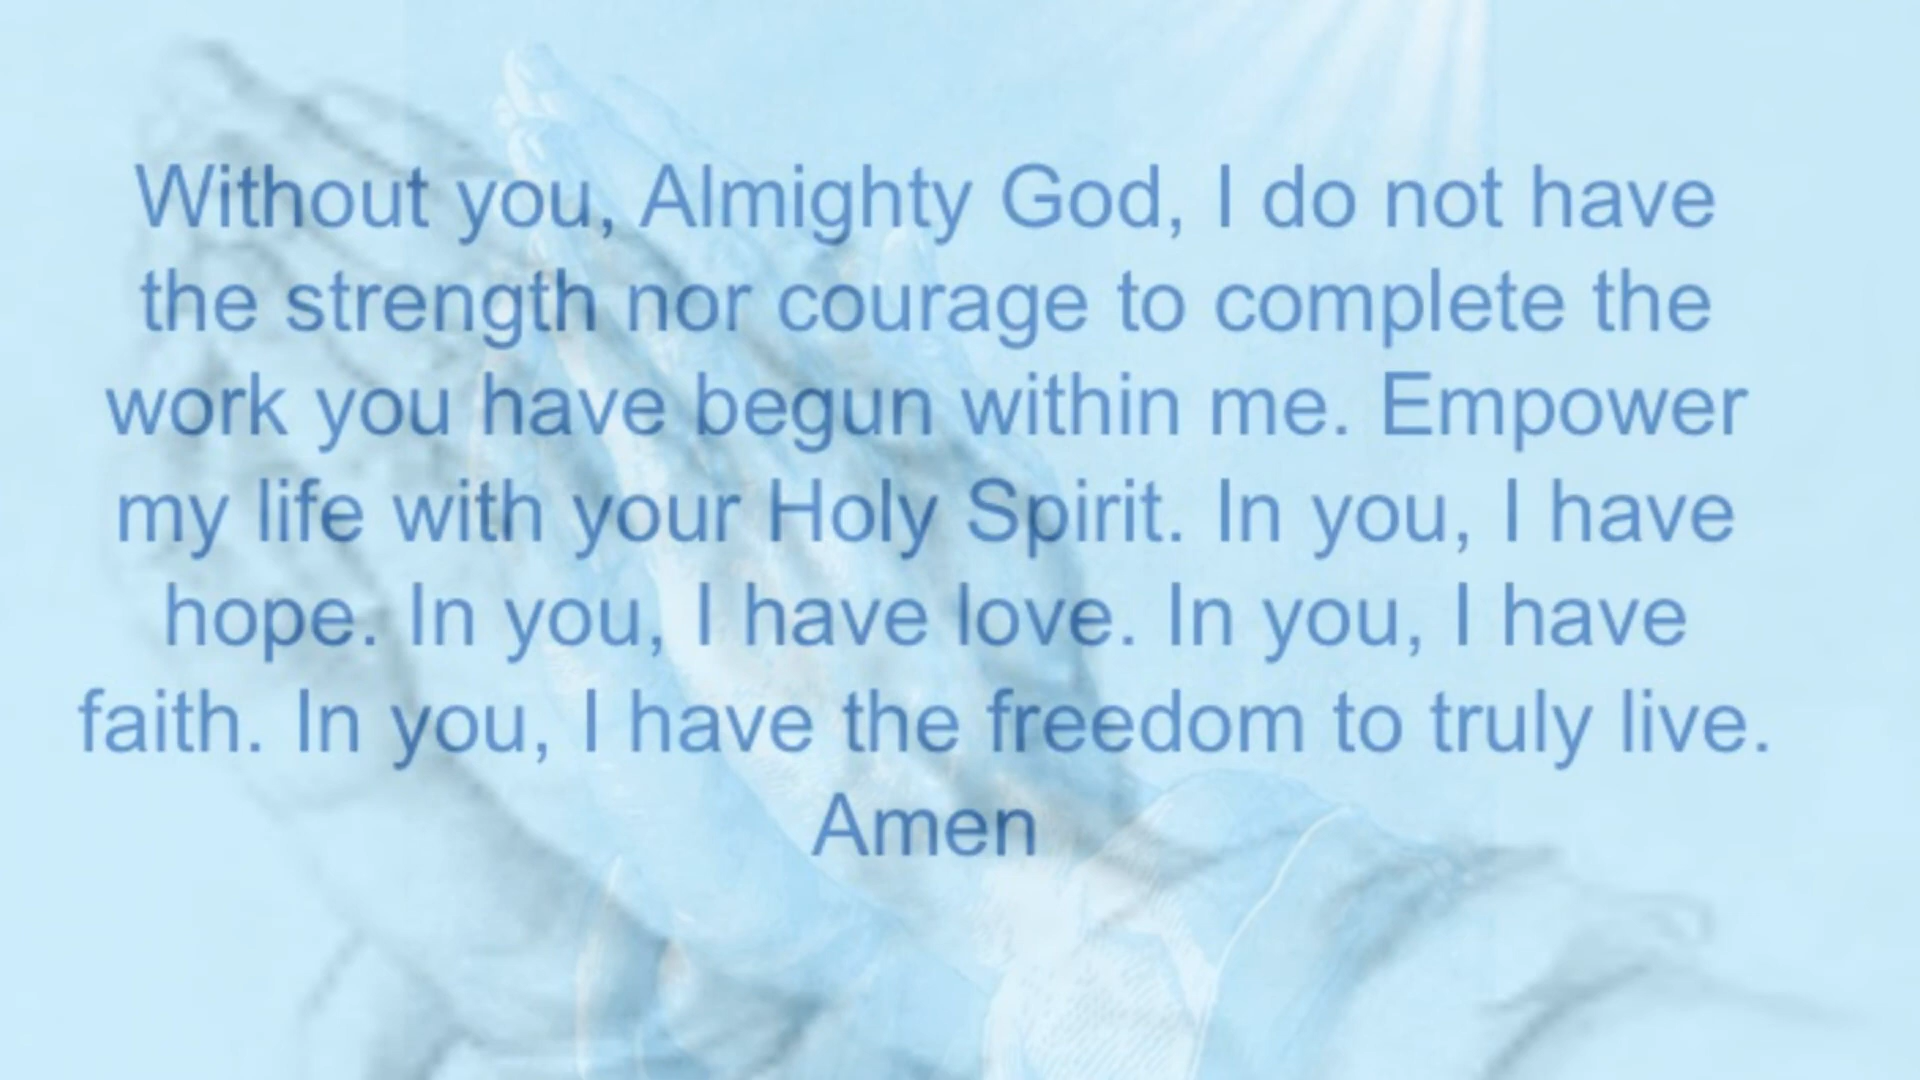 Without you, Almighty God, I do not have
the strength nor courage to complete the
work you have begun within me. Empower
my life with your Holy Spirit. In you, I have
hope. In you, I have love. In you, I have
faith. In you, I have the freedom to truly live.
Amen